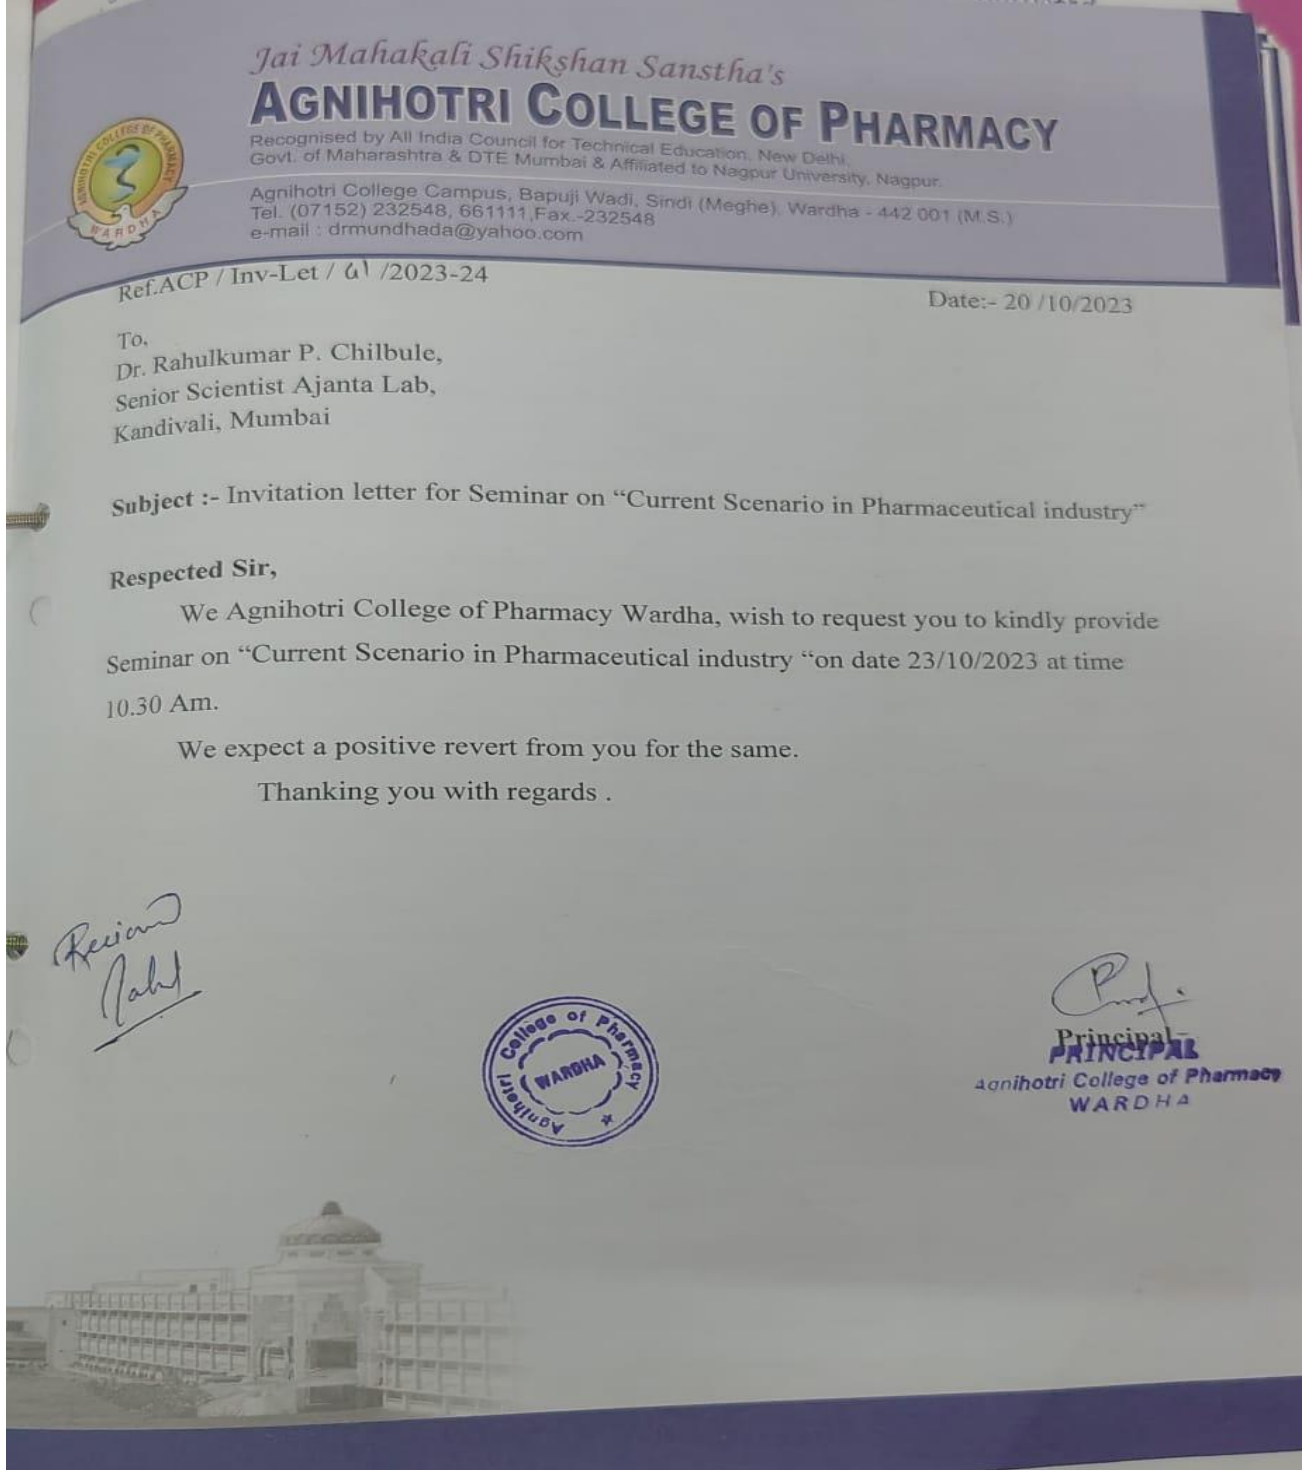 Jai Mahakali Shikshan Sanstha's
AGNIHOTRI COLLEGE OF PHARMACY
Recognised by All India Council for Technical Education, New Delhi,
Govt. of Maharashtra & DTE Mumbai & Affiliated to Nagpur University, Nagpur.
Agnihotri College Campus, Bapuji Wadi, Sindi (Meghe), Wardha - 442 001 (M.S.)
Tel. (07152) 232548, 661111,Fax.-232548
e-mail : drmundhada@yahoo.com
AGNIHOTRI COLLEGE OF PHARMACY
WARDHA
Ref.ACP / Inv-Let / /2023-24
Date:- 20 /10/2023
To,
Dr. Rahulkumar P. Chilbule,
Senior Scientist Ajanta Lab,
Kandivali, Mumbai
Subject :- Invitation letter for Seminar on “Current Scenario in Pharmaceutical industry”
Respected Sir,
We Agnihotri College of Pharmacy Wardha, wish to request you to kindly provide
Seminar on “Current Scenario in Pharmaceutical industry “on date 23/10/2023 at time
10.30 Am.
We expect a positive revert from you for the same.
Thanking you with regards .
Agnihotri College of Pharmacy
WARDHA
Principal
PRINCIPAL
Agnihotri College of Pharmacy
WARDHA